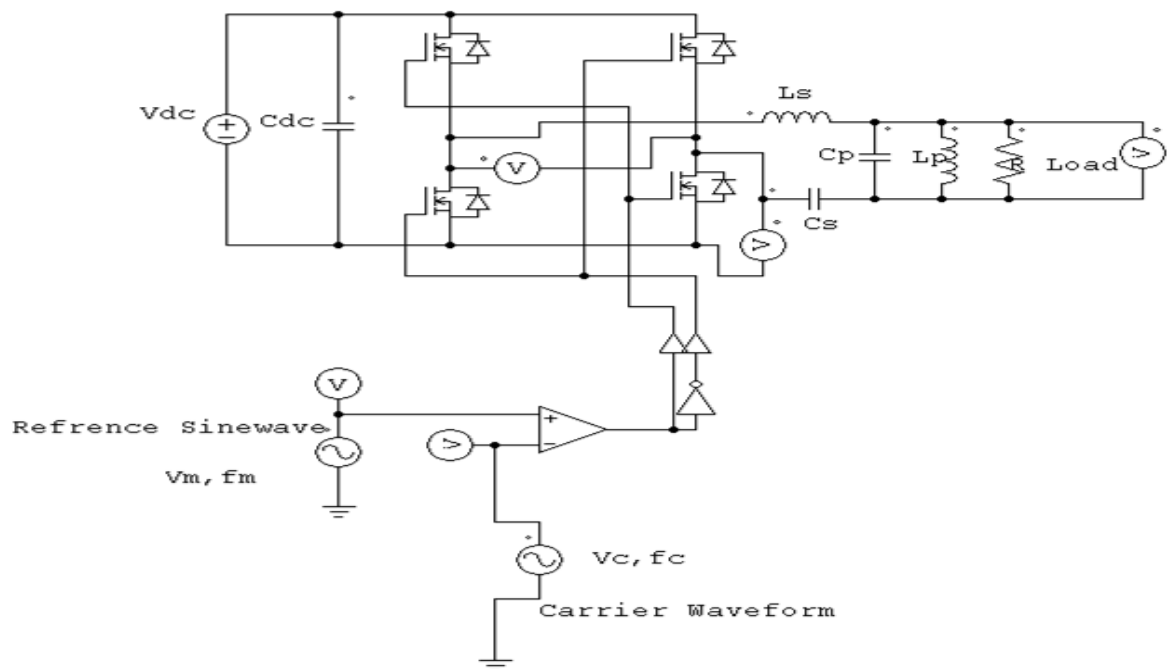 Ls
Vdc
Cdc
V
Cp
Lp
R Load
V
Cs
V
V
Refrence Sinewave
V
Vm,fm
Vc,fc
Carrier Waveform